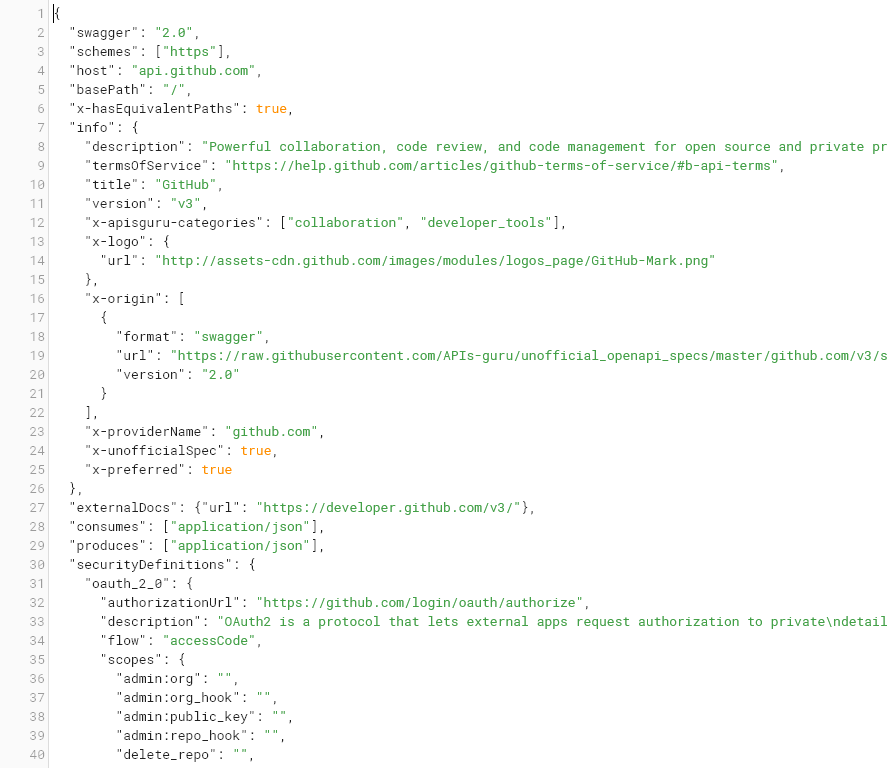 1 {
2   "swagger": "2.0",
3   "schemes": ["https"],
4   "host": "api.github.com",
5   "basePath": "/",
6   "x-hasEquivalentPaths": true,
7   "info": {
8     "description": "Powerful collaboration, code review, and code management for open source and private pr
9     "termsOfService": "https://help.github.com/articles/github-terms-of-service/#b-api-terms",
10     "title": "GitHub",
11     "version": "v3",
12     "x-apisguru-categories": ["collaboration", "developer_tools"],
13     "x-logo": {
14       "url": "http://assets-cdn.github.com/images/modules/logos_page/GitHub-Mark.png"
15     },
16     "x-origin": [
17       {
18         "format": "swagger",
19         "url": "https://raw.githubusercontent.com/APIs-guru/unofficial_openapi_specs/master/github.com/v3/s
20         "version": "2.0"
21       }
22     ],
23     "x-providerName": "github.com",
24     "x-unofficialSpec": true,
25     "x-preferred": true
26   },
27   "externalDocs": {"url": "https://developer.github.com/v3/"},
28   "consumes": ["application/json"],
29   "produces": ["application/json"],
30   "securityDefinitions": {
31     "oauth_2_0": {
32       "authorizationUrl": "https://github.com/login/oauth/authorize",
33       "description": "OAuth2 is a protocol that lets external apps request authorization to private\ndetail
34       "flow": "accessCode",
35       "scopes": {
36         "admin:org": "",
37         "admin:org_hook": "",
38         "admin:public_key": "",
39         "admin:repo_hook": "",
40         "delete_repo": "",